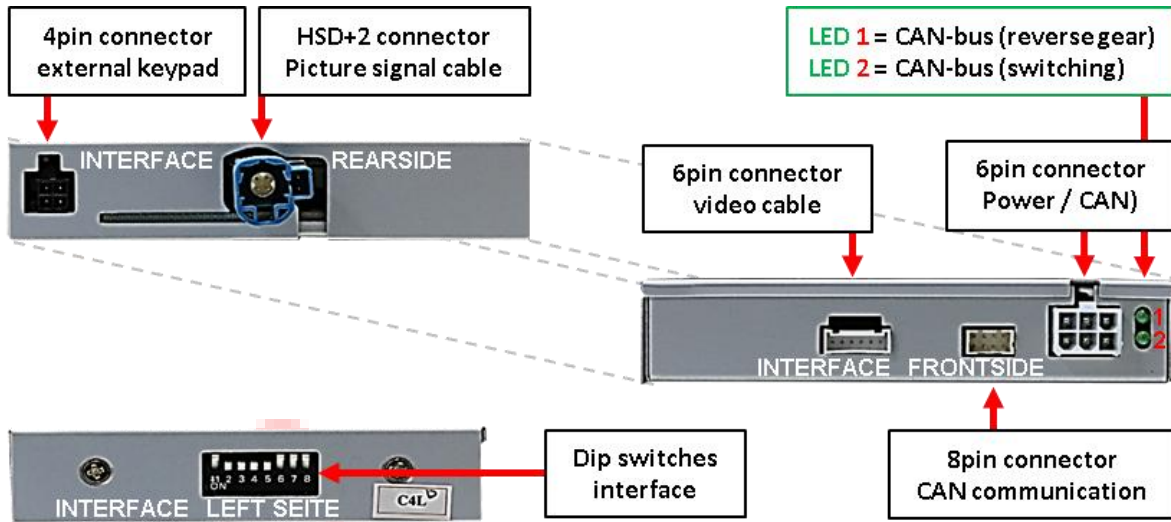 4pin connector
external keypad
HSD+2 connector
Picture signal cable
LED 1 = CAN-bus (reverse gear)
LED 2 = CAN-bus (switching)
INTERFACE REARSIDE
6pin connector
video cable
6pin connector
Power / CAN)
1
2
INTERFACE FRONTSIDE
ON
1 2 3 4 5 6 7 8
INTERFACE LEFT SEITE
C4L b
Dip switches
interface
8pin connector
CAN communication